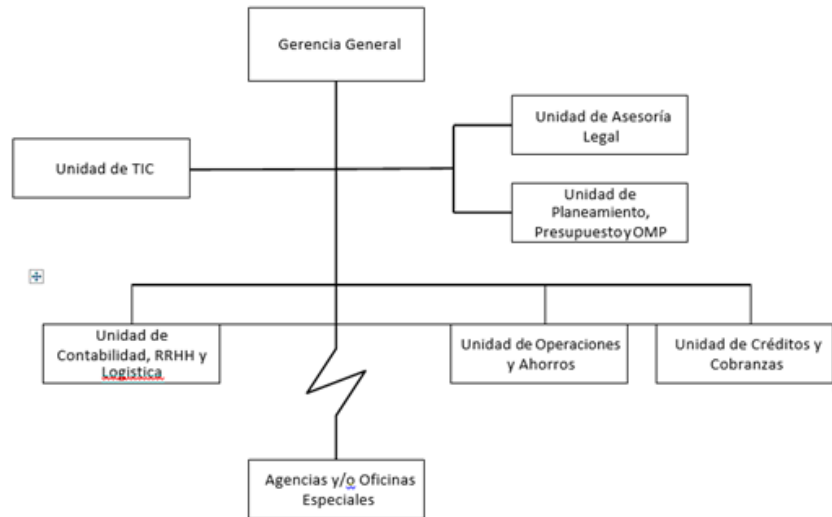 Gerencia General
Unidad de Asesoría
Legal
Unidad de TIC
Unidad de
Planeamiento,
Presupuesto y OMP
Unidad de
Contabilidad, RRHH y
Logistica
Unidad de Operaciones
y Ahorros
Unidad de Créditos y
Cobranzas
Agencias y/o Oficinas
Especiales